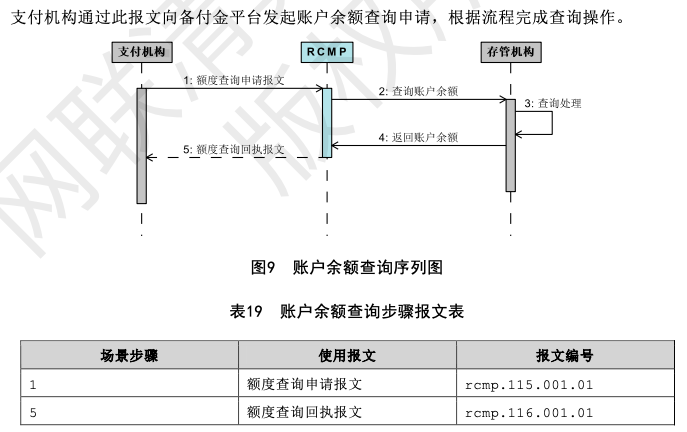 支付机构通过此报文向备付金平台发起账户余额查询申请，根据流程完成查询操作。
支付机构
RCMP
存管机构
1: 额度查询申请报文
2: 查询账户余额
3: 查询处理
4: 返回账户余额
5: 额度查询回执报文
图9 账户余额查询序列图
表19 账户余额查询步骤报文表
场景步骤 使用报文 报文编号
1 额度查询申请报文 rcmp.115.001.01
5 额度查询回执报文 rcmp.116.001.01
网联清
版权